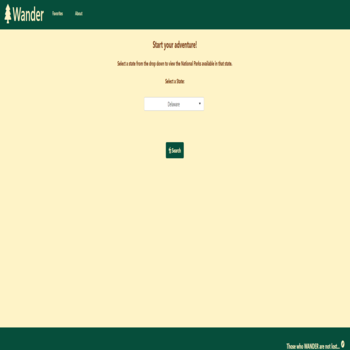 Wander
Favorites
About
Start your adventure!
Select a state from the drop down to view the National Parks available in that state.
Select a State:
Delaware
Search
Those who WANDER are not lost...